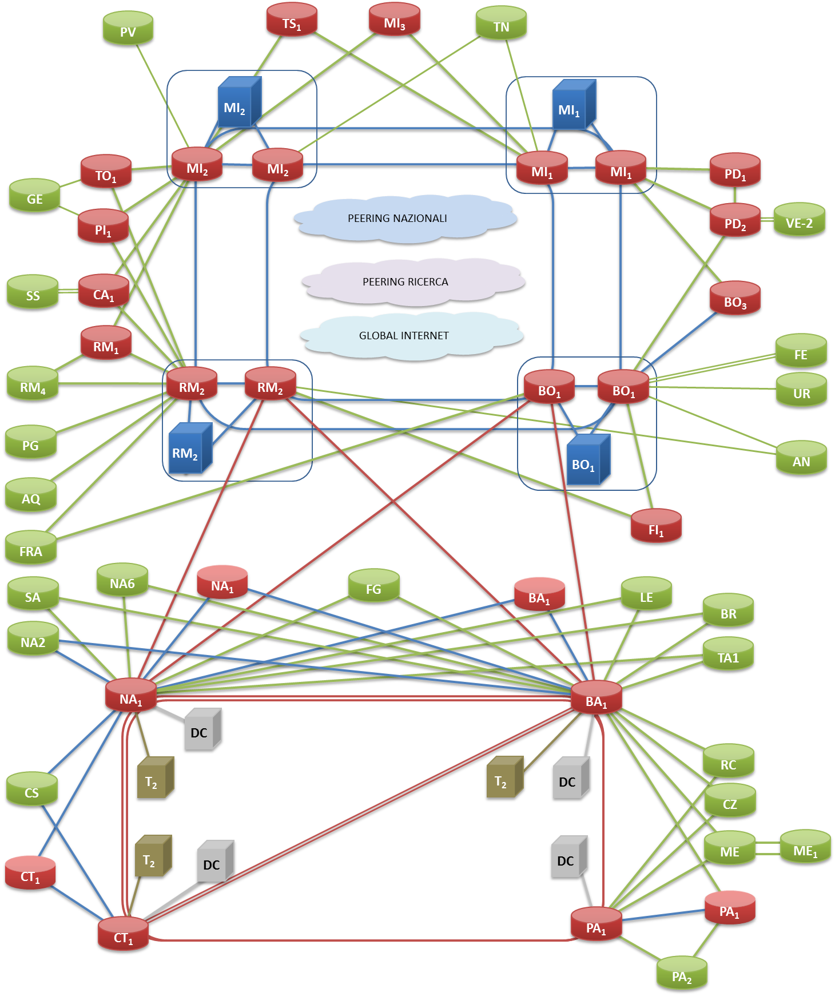 PV
TS1
MI3
TN
MI2
MI1
MI2
MI2
MI1
MI1
TO1
PD1
GE
PI1
PEERING NAZIONALI
PD2
VE-2
SS
CA1
PEERING RICERCA
BO3
RM1
GLOBAL INTERNET
FE
RM4
RM2
RM2
BO1
BO1
UR
PG
RM2
BO1
AN
AQ
FI1
FRA
SA
NA6
NA1
FG
BA1
LE
BR
NA2
TA1
NA1
BA1
DC
RC
CS
T2
T2
DC
CZ
ME
ME1
CT1
T2
DC
DC
PA1
CT1
PA1
PA2